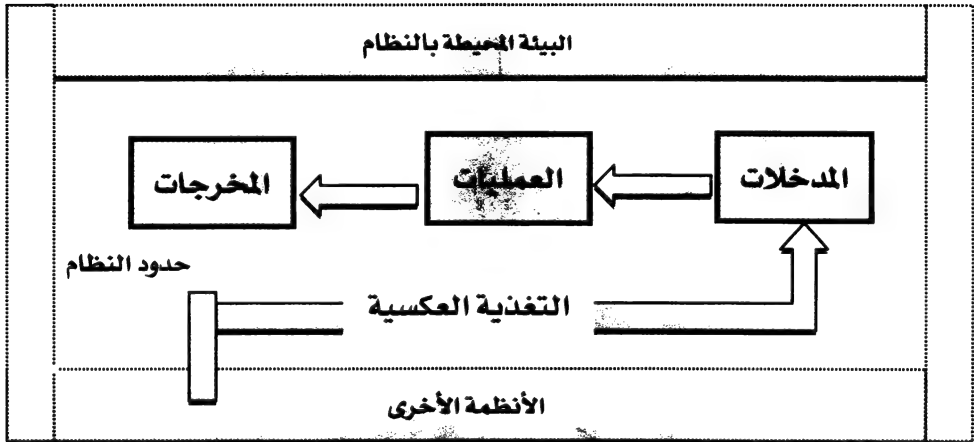 البيئة المحيطة بالنظام
المدخلات
العمليات
المخرجات
حدود النظام
التغذية العكسية
الأنظمة الأخرى